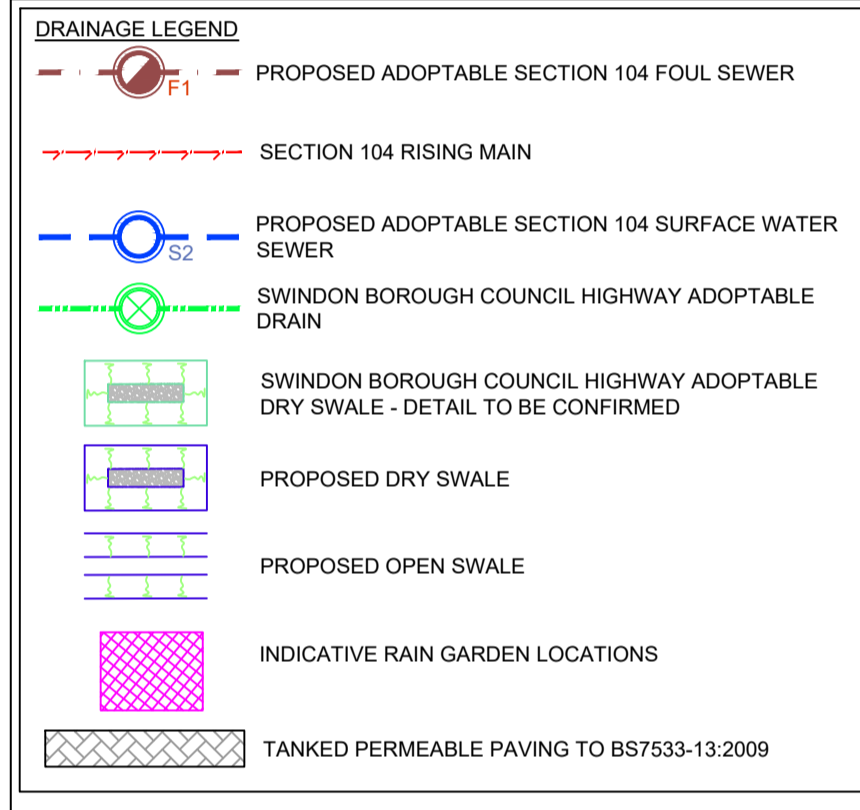 DRAINAGE LEGEND
F1
PROPOSED ADOPTABLE SECTION 104 FOUL SEWER
SECTION 104 RISING MAIN
S2
PROPOSED ADOPTABLE SECTION 104 SURFACE WATER
SEWER
SWINDON BOROUGH COUNCIL HIGHWAY ADOPTABLE
DRAIN
SWINDON BOROUGH COUNCIL HIGHWAY ADOPTABLE
DRY SWALE - DETAIL TO BE CONFIRMED
PROPOSED DRY SWALE
PROPOSED OPEN SWALE
INDICATIVE RAIN GARDEN LOCATIONS
TANKED PERMEABLE PAVING TO BS7533-13:2009